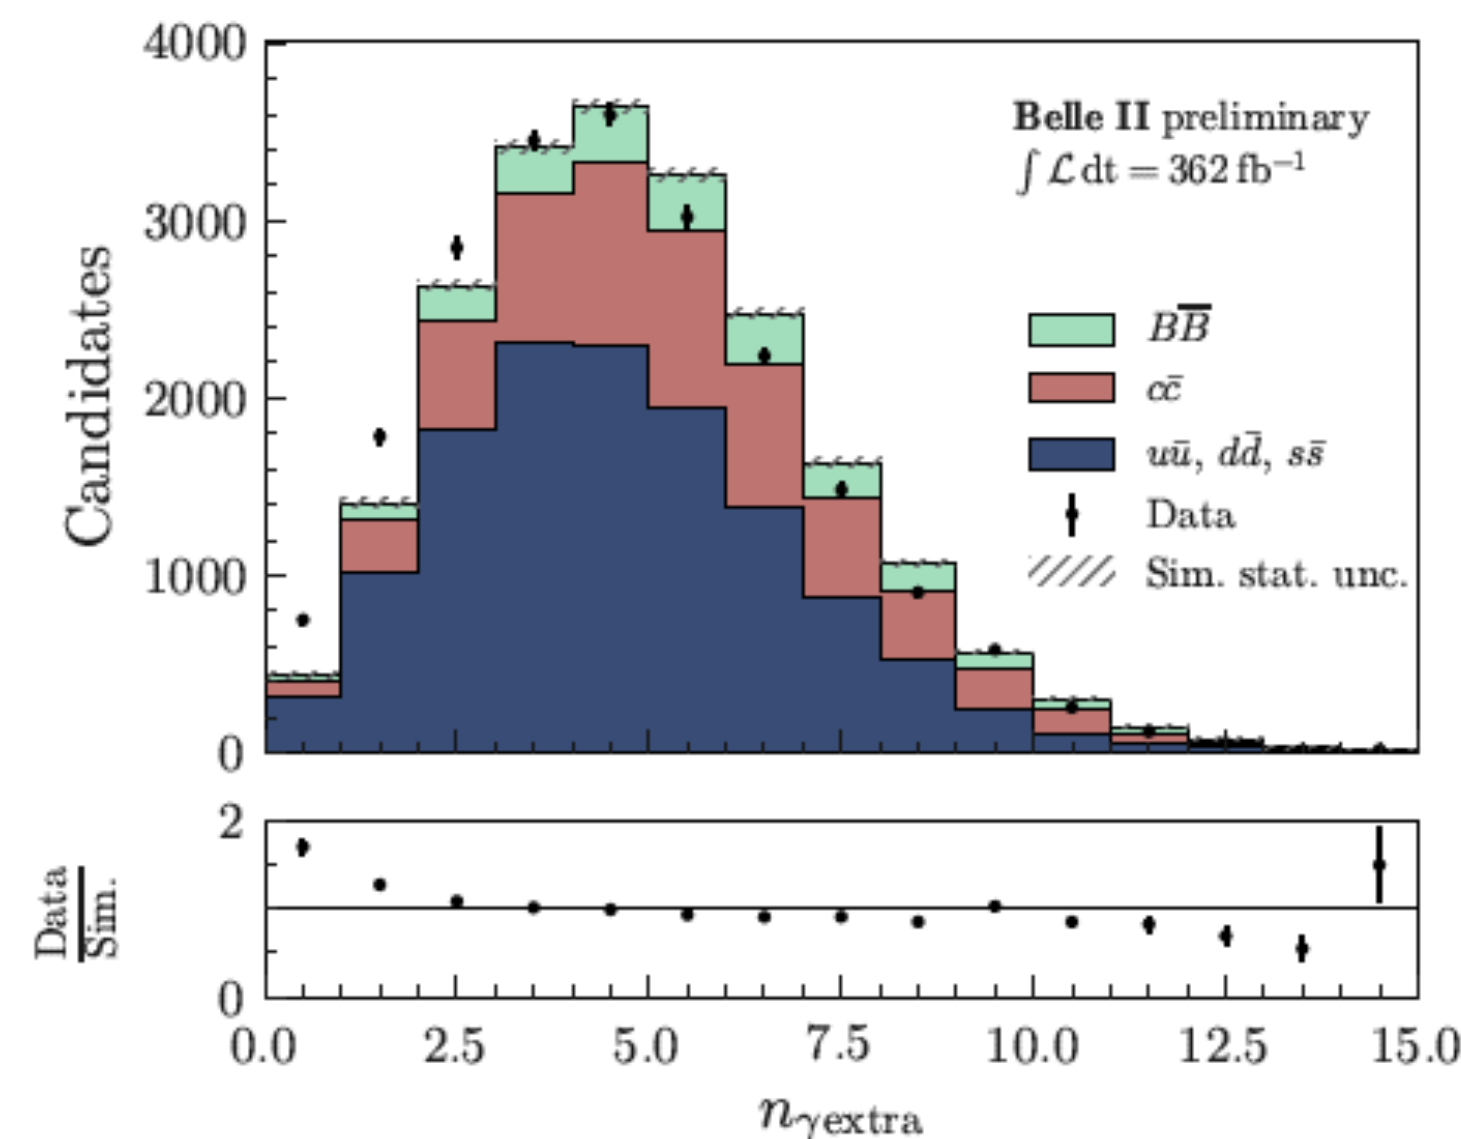 4000
3000
2000
1000
0
Candidates
Belle II preliminary
∫ℒ dt = 362 fb⁻¹
BB̅
cc̄
uū, dd̄, ss̄
Data
Sim. stat. unc.
2
0
Data
Sim.
0.0 2.5 5.0 7.5 10.0 12.5 15.0
nγextra